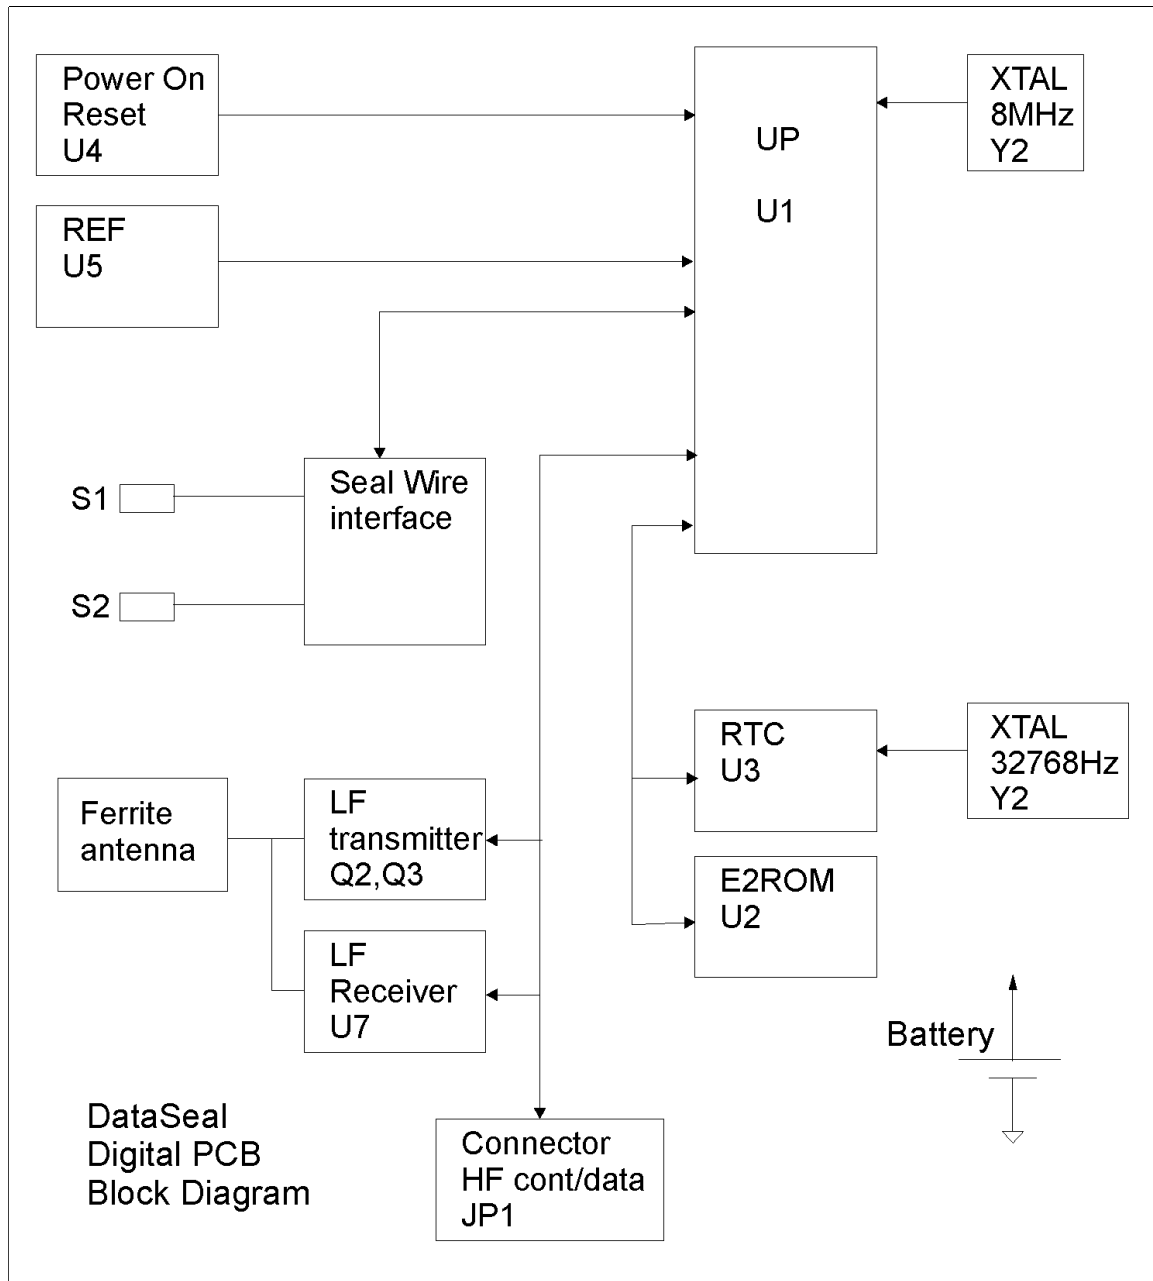 Power On
Reset
U4
UP
U1
XTAL
8MHz
Y2
REF
U5
S1
S2
Seal Wire
interface
RTC
U3
XTAL
32768Hz
Y2
Ferrite
antenna
LF
transmitter
Q2,Q3
E2ROM
U2
LF
Receiver
U7
Battery
DataSeal
Digital PCB
Block Diagram
Connector
HF cont/data
JP1